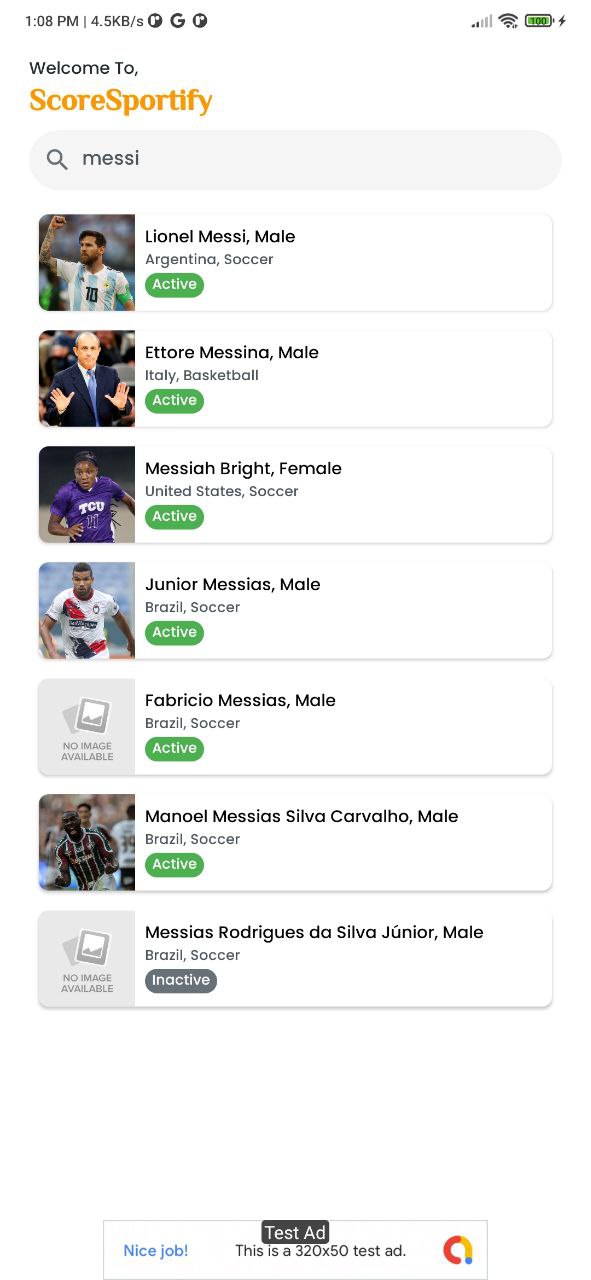 1:08 PM | 4.5KB/s
100
Welcome To,
ScoreSportify
messi
Lionel Messi, Male
Argentina, Soccer
Active
10
Ettore Messina, Male
Italy, Basketball
Active
Messiah Bright, Female
United States, Soccer
Active
TCU
11
Junior Messias, Male
Brazil, Soccer
Active
Fabricio Messias, Male
Brazil, Soccer
Active
NO IMAGE
AVAILABLE
Manoel Messias Silva Carvalho, Male
Brazil, Soccer
Active
Messias Rodrigues da Silva Júnior, Male
Brazil, Soccer
Inactive
NO IMAGE
AVAILABLE
Test Ad
Nice job! This is a 320x50 test ad.